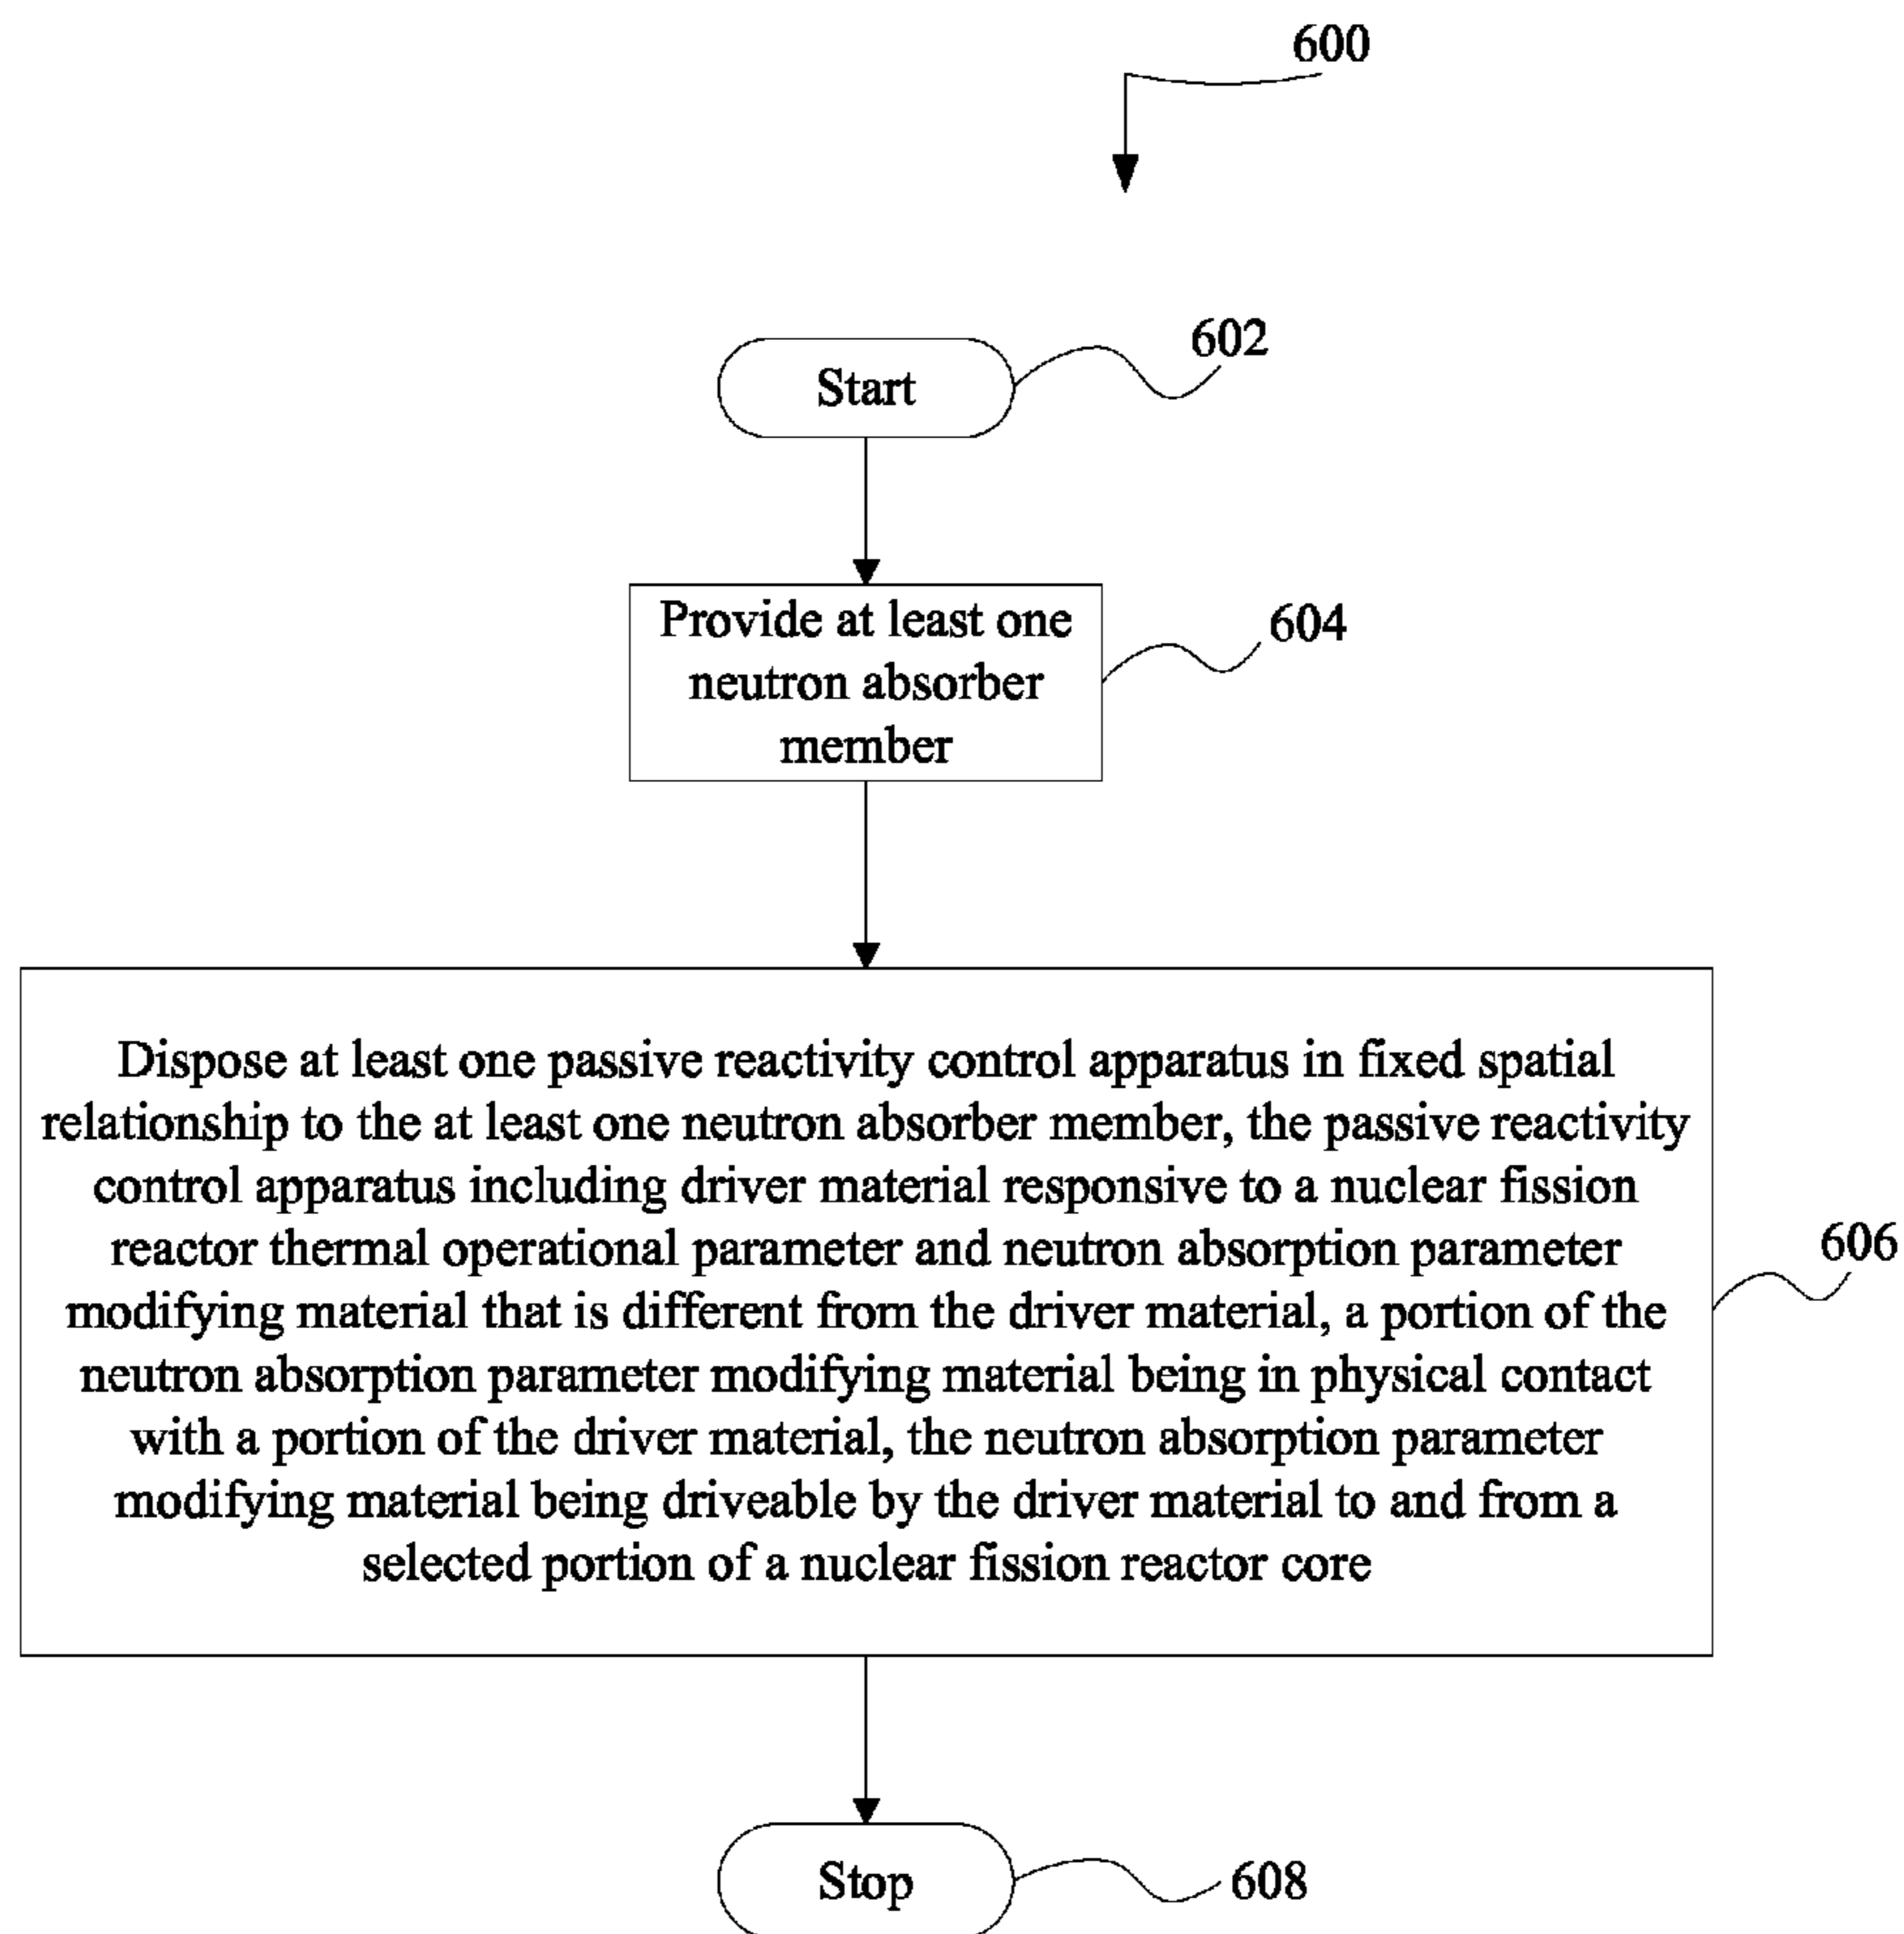 600
602
Start
Provide at least one
neutron absorber
member
604
Dispose at least one passive reactivity control apparatus in fixed spatial
relationship to the at least one neutron absorber member, the passive reactivity
control apparatus including driver material responsive to a nuclear fission
reactor thermal operational parameter and neutron absorption parameter
modifying material that is different from the driver material, a portion of the
neutron absorption parameter modifying material being in physical contact
with a portion of the driver material, the neutron absorption parameter
modifying material being driveable by the driver material to and from a
selected portion of a nuclear fission reactor core
606
Stop
608